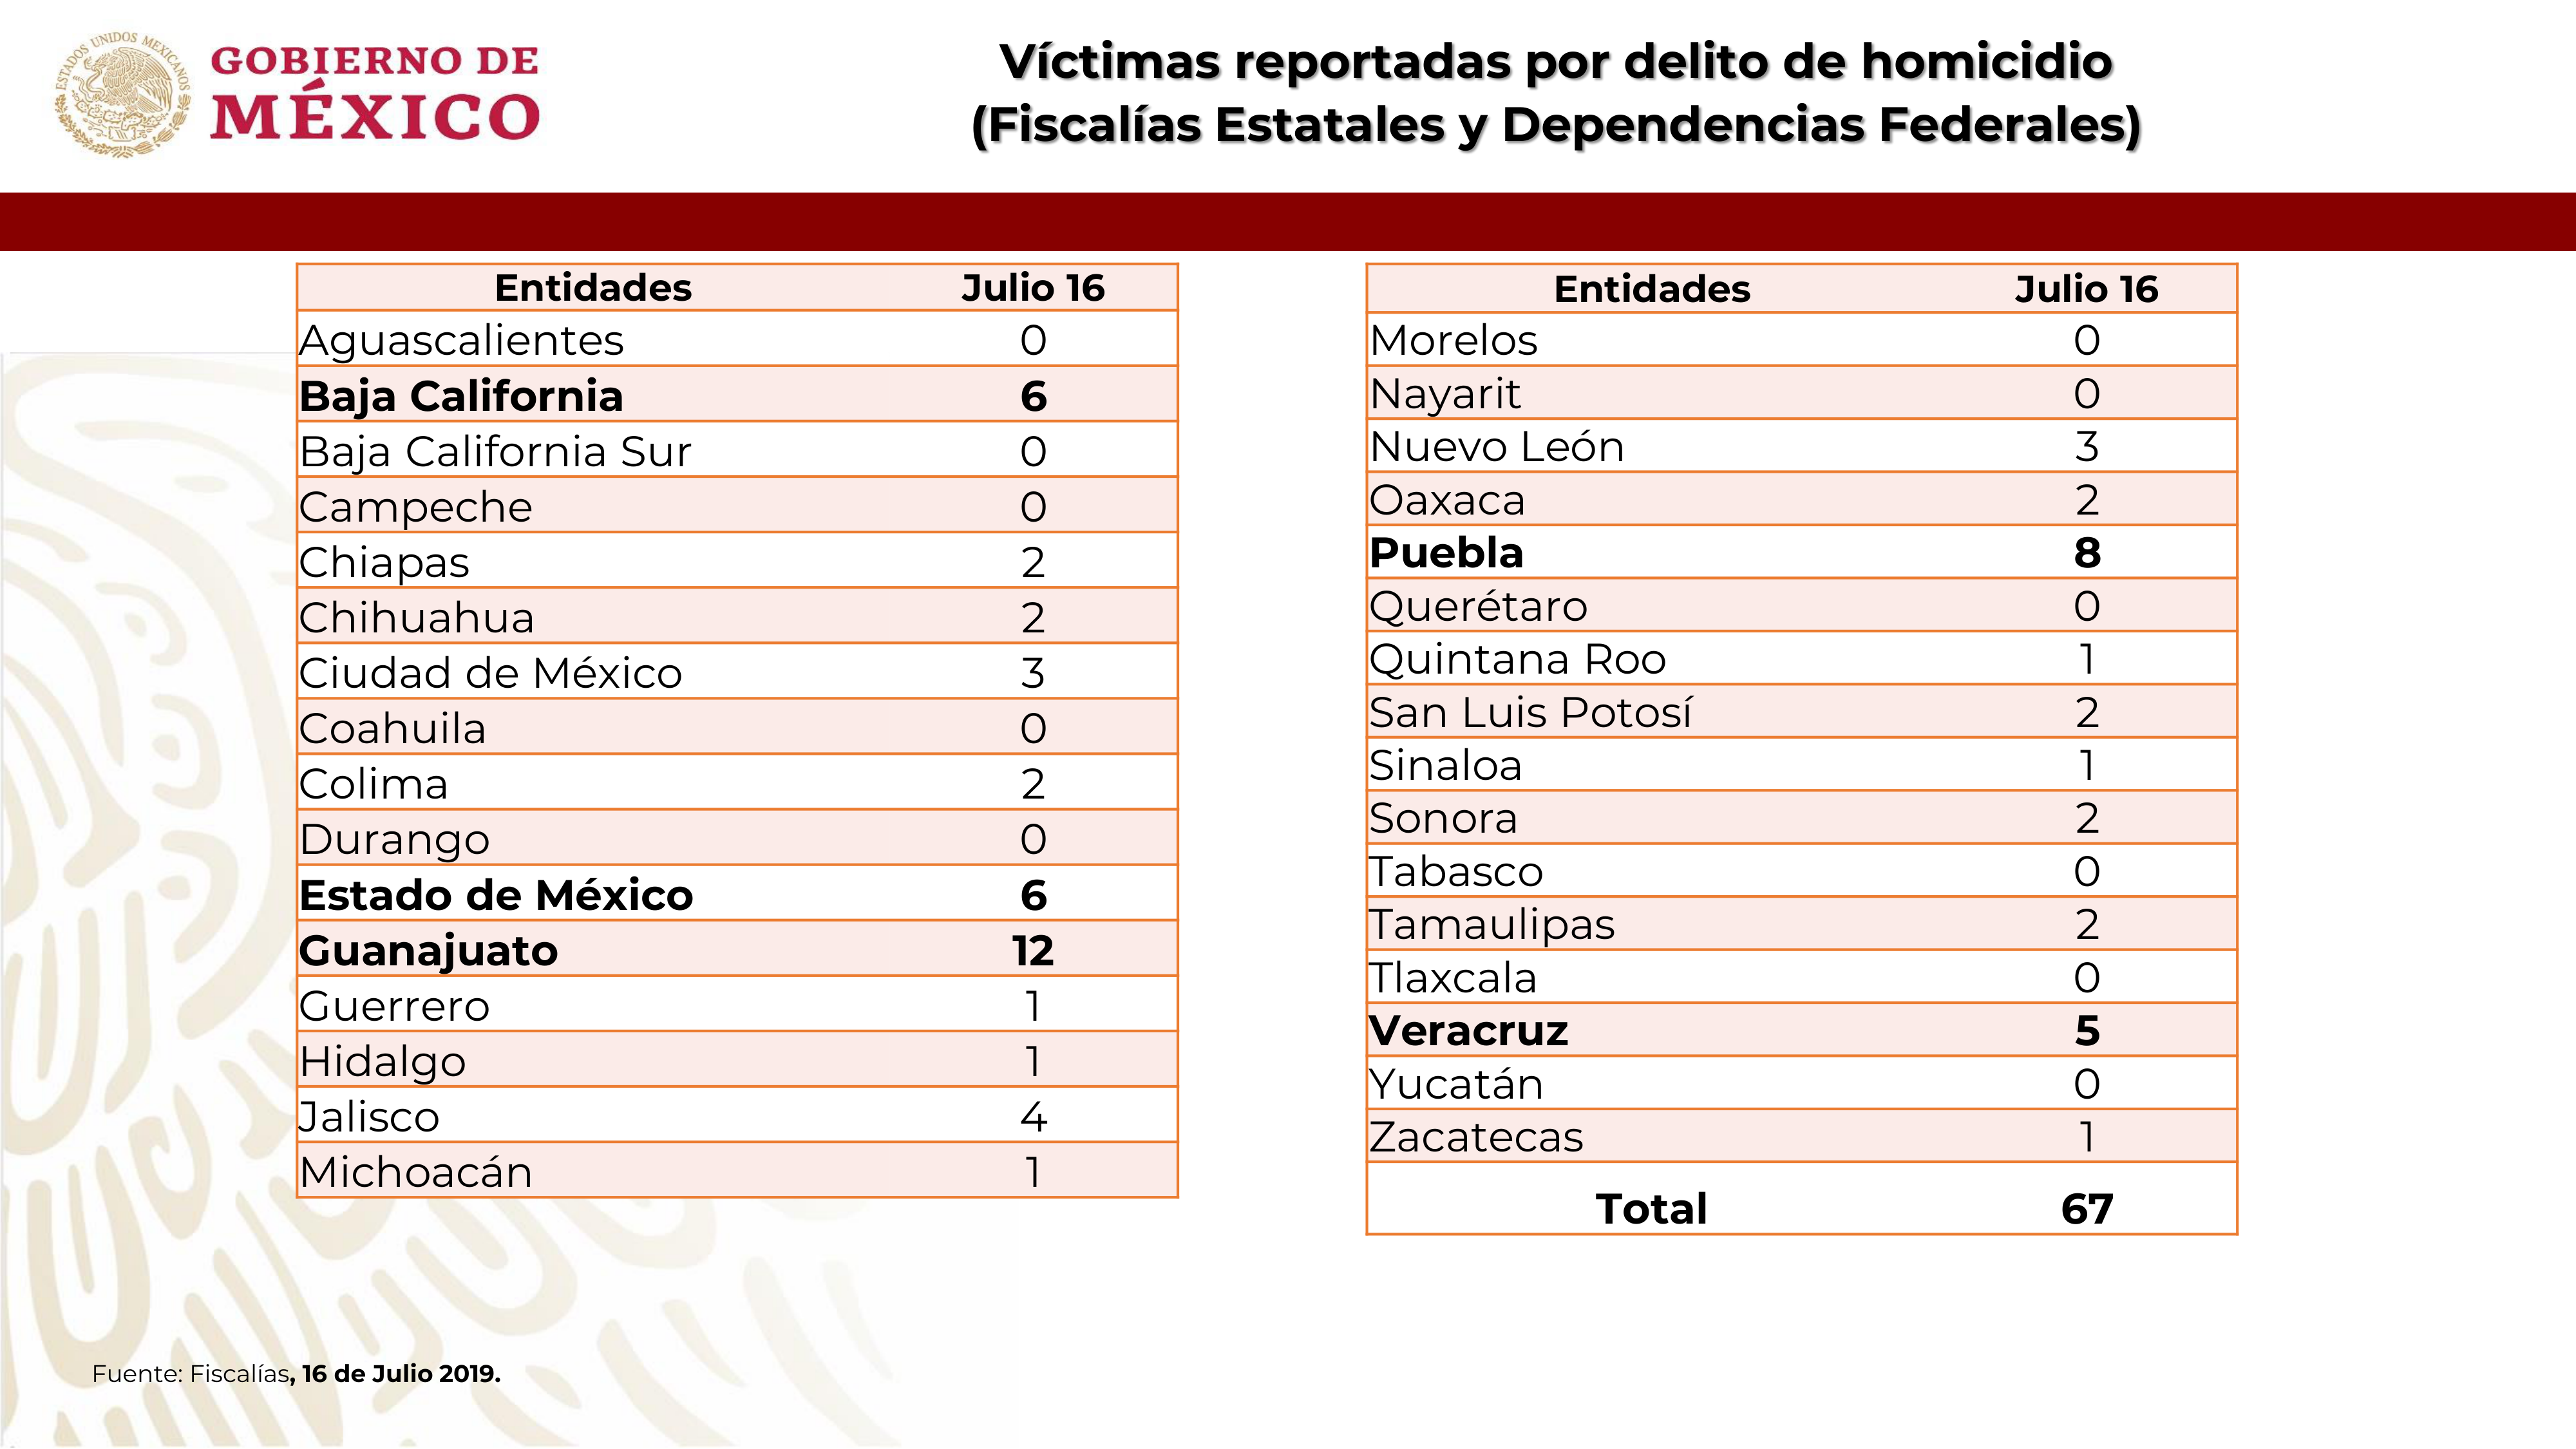 ESTADOS UNIDOS MEXICANOS
GOBIERNO DE
MÉXICO
Víctimas reportadas por delito de homicidio
(Fiscalías Estatales y Dependencias Federales)
Entidades Julio 16
Aguascalientes 0
Baja California 6
Baja California Sur 0
Campeche 0
Chiapas 2
Chihuahua 2
Ciudad de México 3
Coahuila 0
Colima 2
Durango 0
Estado de México 6
Guanajuato 12
Guerrero 1
Hidalgo 1
Jalisco 4
Michoacán 1
Entidades Julio 16
Morelos 0
Nayarit 0
Nuevo León 3
Oaxaca 2
Puebla 8
Querétaro 0
Quintana Roo 1
San Luis Potosí 2
Sinaloa 1
Sonora 2
Tabasco 0
Tamaulipas 2
Tlaxcala 0
Veracruz 5
Yucatán 0
Zacatecas 1
Total 67
Fuente: Fiscalías, 16 de Julio 2019.